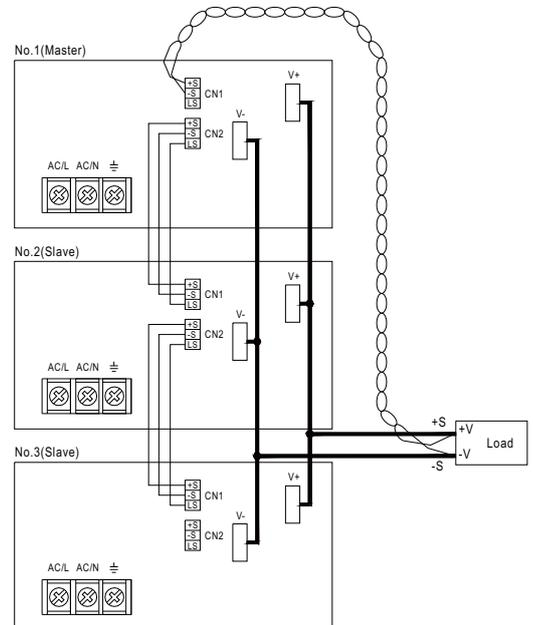 No.1(Master)
+S
-S
LS
CN1
V+
+S
-S
LS
CN2
V-
AC/L AC/N ⏚
No.2(Slave)
+S
-S
LS
CN1
V+
+S
-S
LS
CN2
V-
AC/L AC/N ⏚
+S
+V
Load
-V
-S
No.3(Slave)
+S
-S
LS
CN1
V+
+S
-S
LS
CN2
V-
AC/L AC/N ⏚